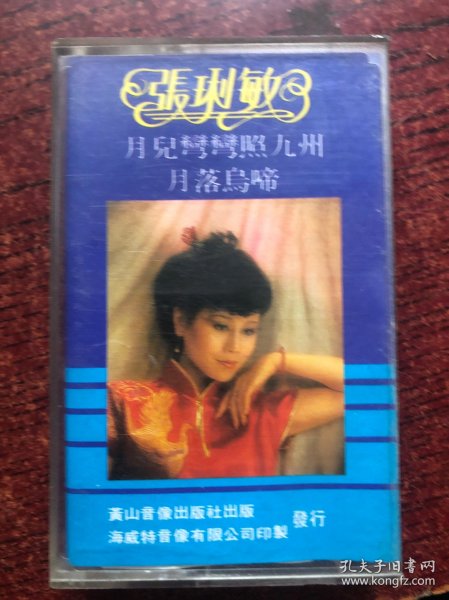 張琍敏
月兒彎彎照九州
月落烏啼
黃山音像出版社出版
海威特音像有限公司印製
發行
孔夫子旧书网
www.kongfz.com